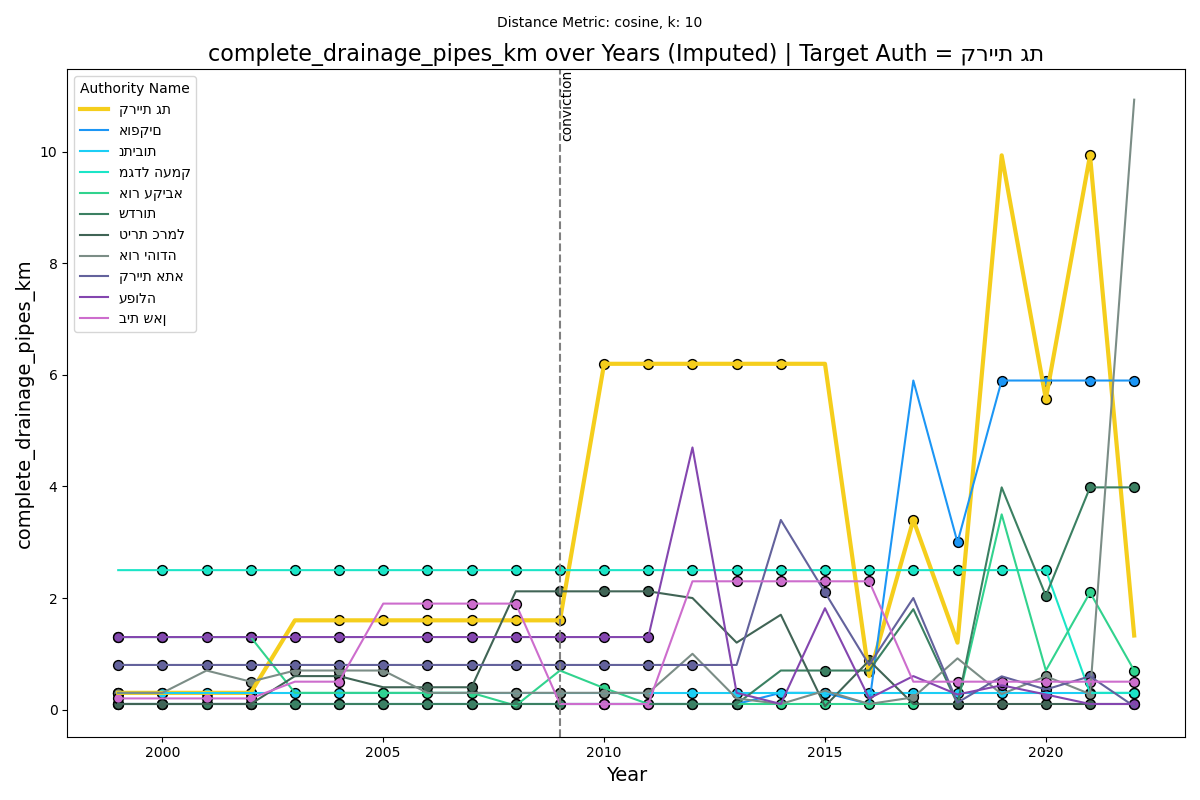 Distance Metric: cosine, k: 10
complete_drainage_pipes_km over Years (Imputed) | Target Auth = קריית גת
Authority Name
קריית גת
אופקים
נתיבות
מגדל העמק
אור עקיבא
שדרות
טירת כרמל
אור יהודה
קריית אתא
עפולה
בית שאן
conviction
complete_drainage_pipes_km
10
8
6
4
2
0
2000
2005
2010
2015
2020
Year